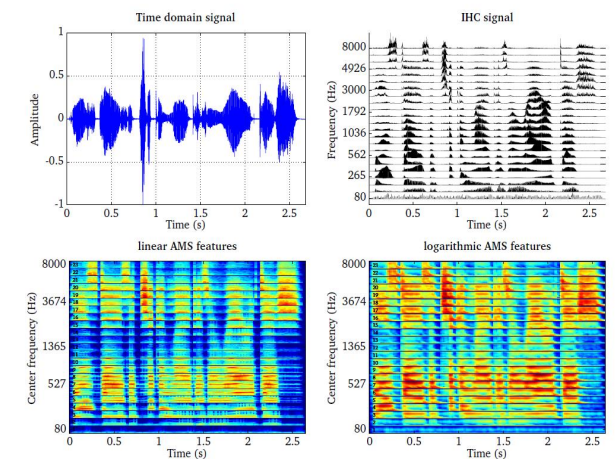 Time domain signal
1
0.5
0
-0.5
-1
Amplitude
0 0.5 1 1.5 2 2.5
Time (s)
IHC signal
8000
4926
3000
1792
1036
562
265
80
Frequency (Hz)
0 0.5 1 1.5 2 2.5
Time (s)
linear AMS features
8000
3674
1365
527
80
Center frequency (Hz)
0 0.5 1 1.5 2 2.5
Time (s)
logarithmic AMS features
8000
3674
1365
527
80
Center frequency (Hz)
0 0.5 1 1.5 2 2.5
Time (s)